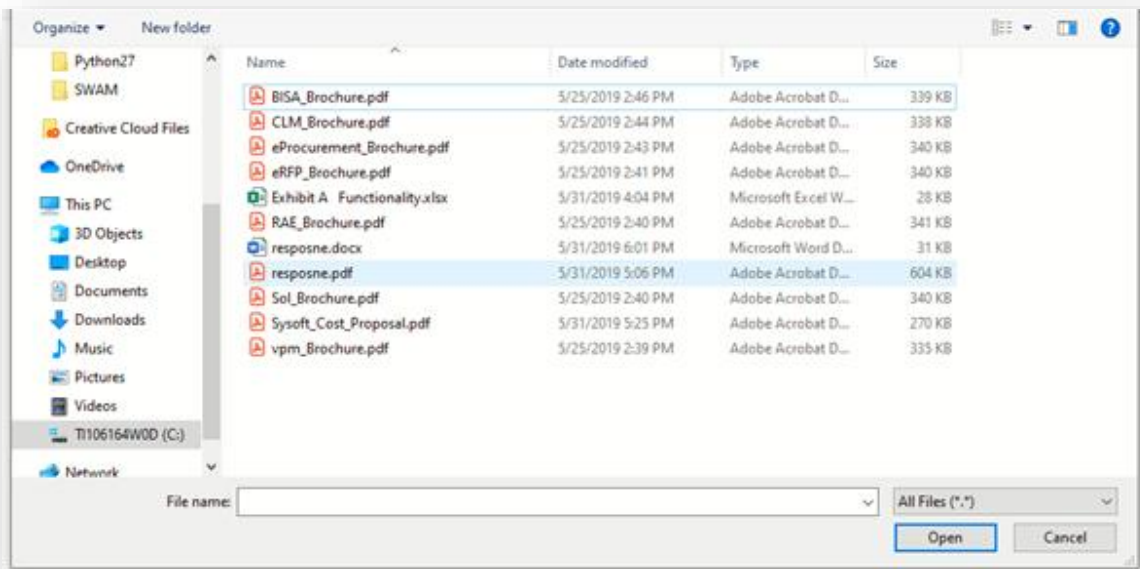 Organize New folder
Python27
SWAM
Creative Cloud Files
OneDrive
This PC
3D Objects
Desktop
Documents
Downloads
Music
Pictures
Videos
TI106164W0D (C:)
Network
Name Date modified Type Size
BISA_Brochure.pdf 5/25/2019 2:46 PM Adobe Acrobat D... 339 KB
CLM_Brochure.pdf 5/25/2019 2:44 PM Adobe Acrobat D... 338 KB
eProcurement_Brochure.pdf 5/25/2019 2:43 PM Adobe Acrobat D... 340 KB
eRFP_Brochure.pdf 5/25/2019 2:41 PM Adobe Acrobat D... 340 KB
Exhibit A Functionality.xlsx 5/31/2019 4:04 PM Microsoft Excel W... 28 KB
RAE_Brochure.pdf 5/25/2019 2:40 PM Adobe Acrobat D... 341 KB
resposne.docx 5/31/2019 6:01 PM Microsoft Word D... 31 KB
resposne.pdf 5/31/2019 5:06 PM Adobe Acrobat D... 604 KB
Sol_Brochure.pdf 5/25/2019 2:40 PM Adobe Acrobat D... 340 KB
Sysoft_Cost_Proposal.pdf 5/31/2019 5:25 PM Adobe Acrobat D... 270 KB
vpm_Brochure.pdf 5/25/2019 2:39 PM Adobe Acrobat D... 335 KB
File name: All Files (*.*)
Open Cancel